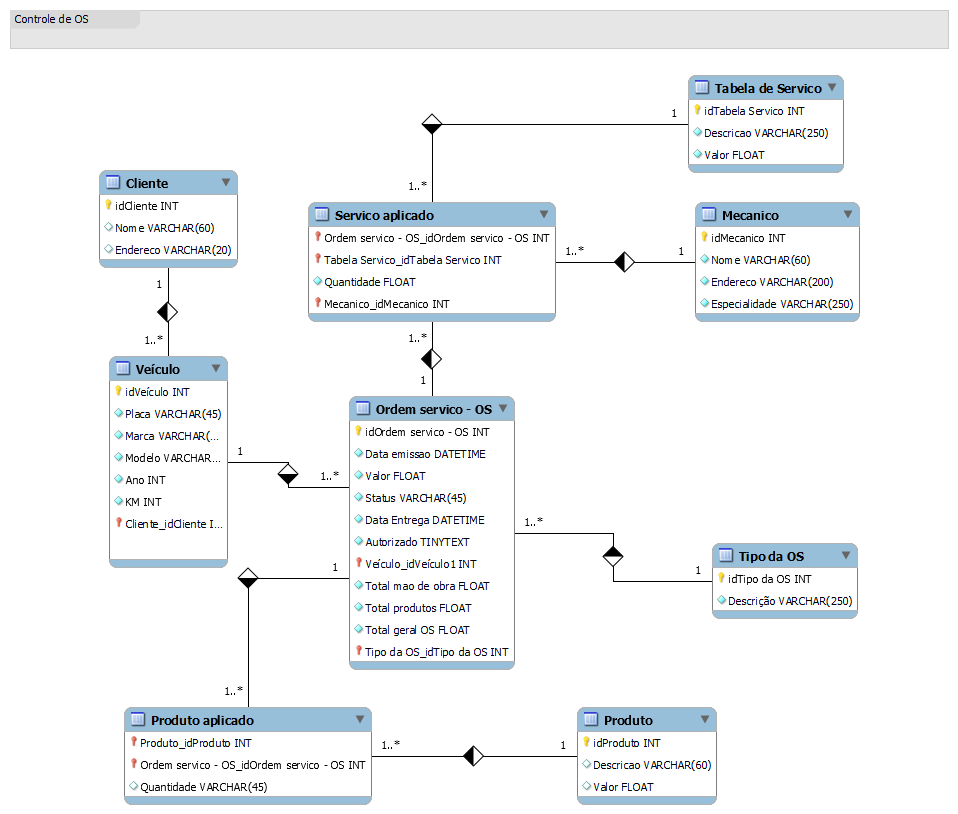 Controle de OS
Tabela de Servico
idTabela Servico INT
Descricao VARCHAR(250)
Valor FLOAT
1
1..*
Cliente
idCliente INT
Nome VARCHAR(60)
Endereco VARCHAR(20)
Servico aplicado
Ordem servico - OS_idOrdem servico - OS INT
Tabela Servico_idTabela Servico INT
Quantidade FLOAT
Mecanico_idMecanico INT
1..*
1
Mecanico
idMecanico INT
Nome VARCHAR(60)
Endereco VARCHAR(200)
Especialidade VARCHAR(250)
1
1..*
1..*
1
Veículo
idVeículo INT
Placa VARCHAR(45)
Marca VARCHAR(...
Modelo VARCHAR...
Ano INT
KM INT
Cliente_idCliente I...
1
1..*
Ordem servico - OS
idOrdem servico - OS INT
Data emissao DATETIME
Valor FLOAT
Status VARCHAR(45)
Data Entrega DATETIME
Autorizado TINYTEXT
Veículo_idVeículo1 INT
Total mao de obra FLOAT
Total produtos FLOAT
Total geral OS FLOAT
Tipo da OS_idTipo da OS INT
1..*
1
Tipo da OS
idTipo da OS INT
Descrição VARCHAR(250)
1
1..*
Produto aplicado
Produto_idProduto INT
Ordem servico - OS_idOrdem servico - OS INT
Quantidade VARCHAR(45)
1..*
1
Produto
idProduto INT
Descricao VARCHAR(60)
Valor FLOAT